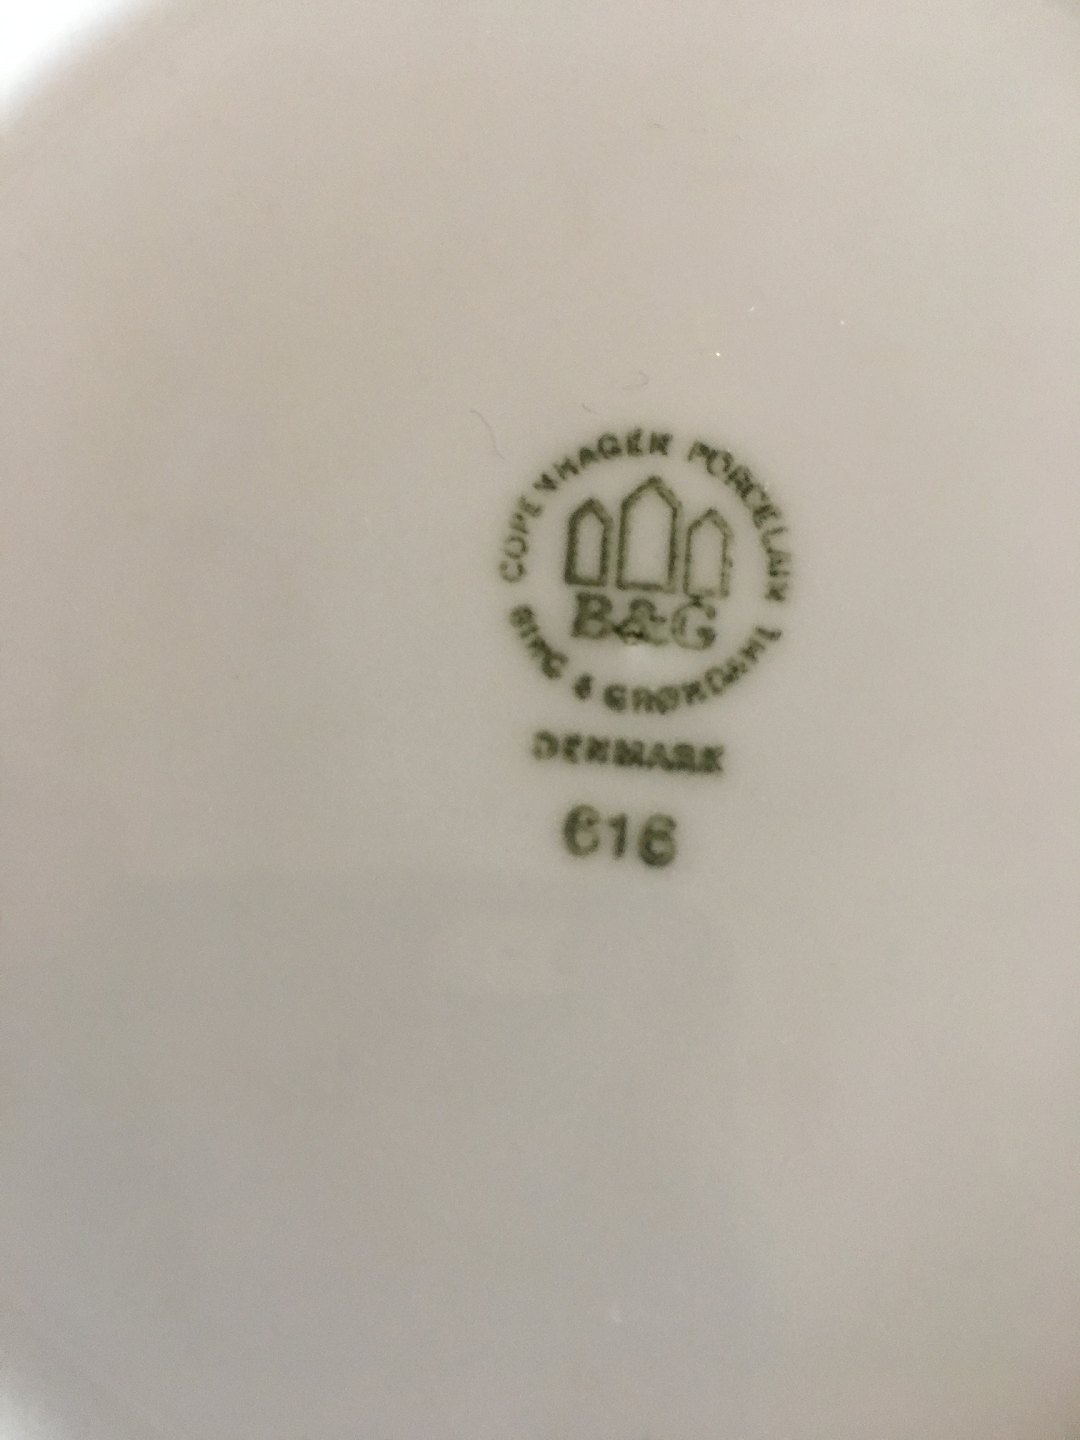 COPENHAGEN PORCELAIN
B&G
BING & GRØNDAHL
DENMARK
616